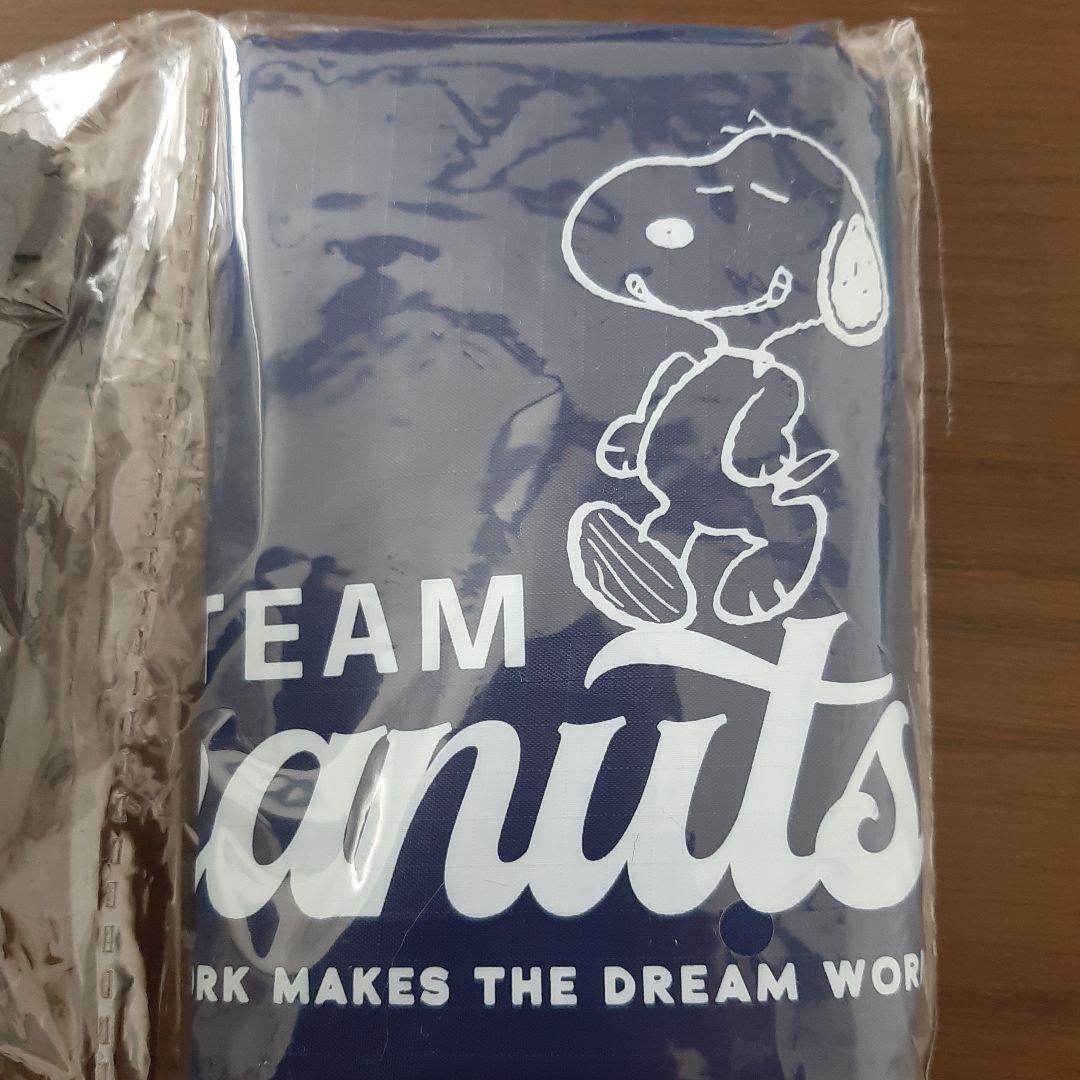 TEAM
eanuts
ORK MAKES THE DREAM WOR